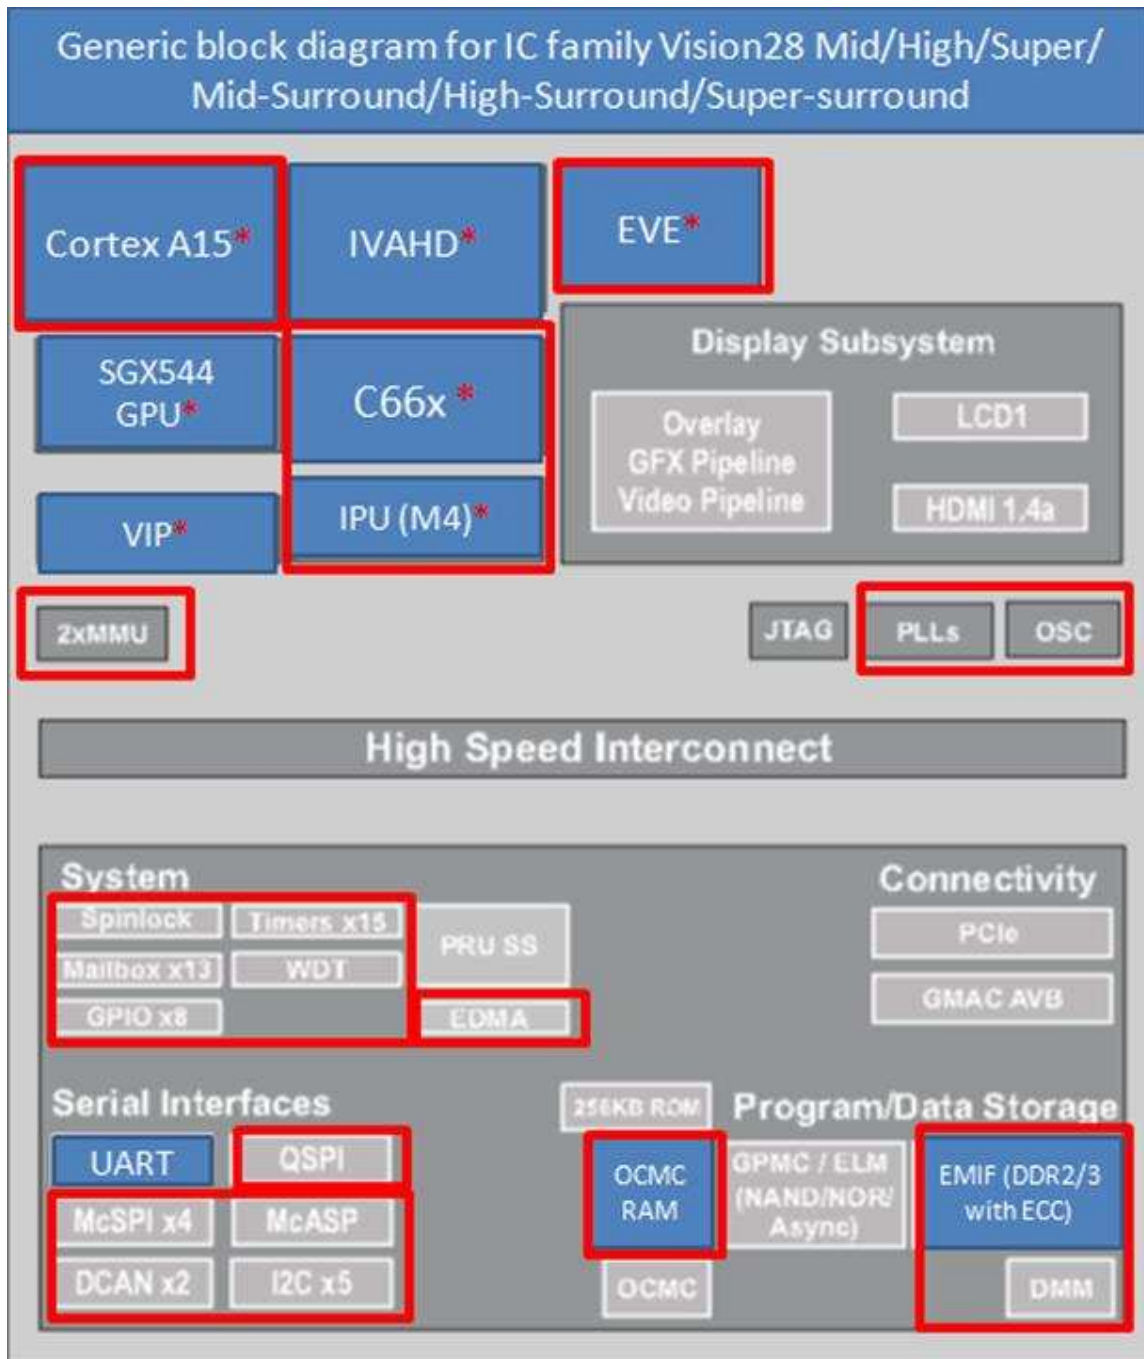 Generic block diagram for IC family Vision28 Mid/High/Super/
Mid-Surround/High-Surround/Super-surround
Cortex A15*
IVAHD*
EVE*
SGX544
GPU*
C66x *
VIP*
IPU (M4)*
Display Subsystem
Overlay
GFX Pipeline
Video Pipeline
LCD1
HDMI 1.4a
2xMMU
JTAG
PLLs
OSC
High Speed Interconnect
System
Spinlock
Timers x15
Mailbox x13
WDT
GPIO x8
PRU SS
EDMA
Connectivity
PCIe
GMAC AVB
Serial Interfaces
UART
QSPI
McSPI x4
McASP
DCAN x2
I2C x5
256KB ROM
Program/Data Storage
OCMC
RAM
GPMC / ELM
(NAND/NOR/
Async)
EMIF (DDR2/3
with ECC)
OCMC
DMM